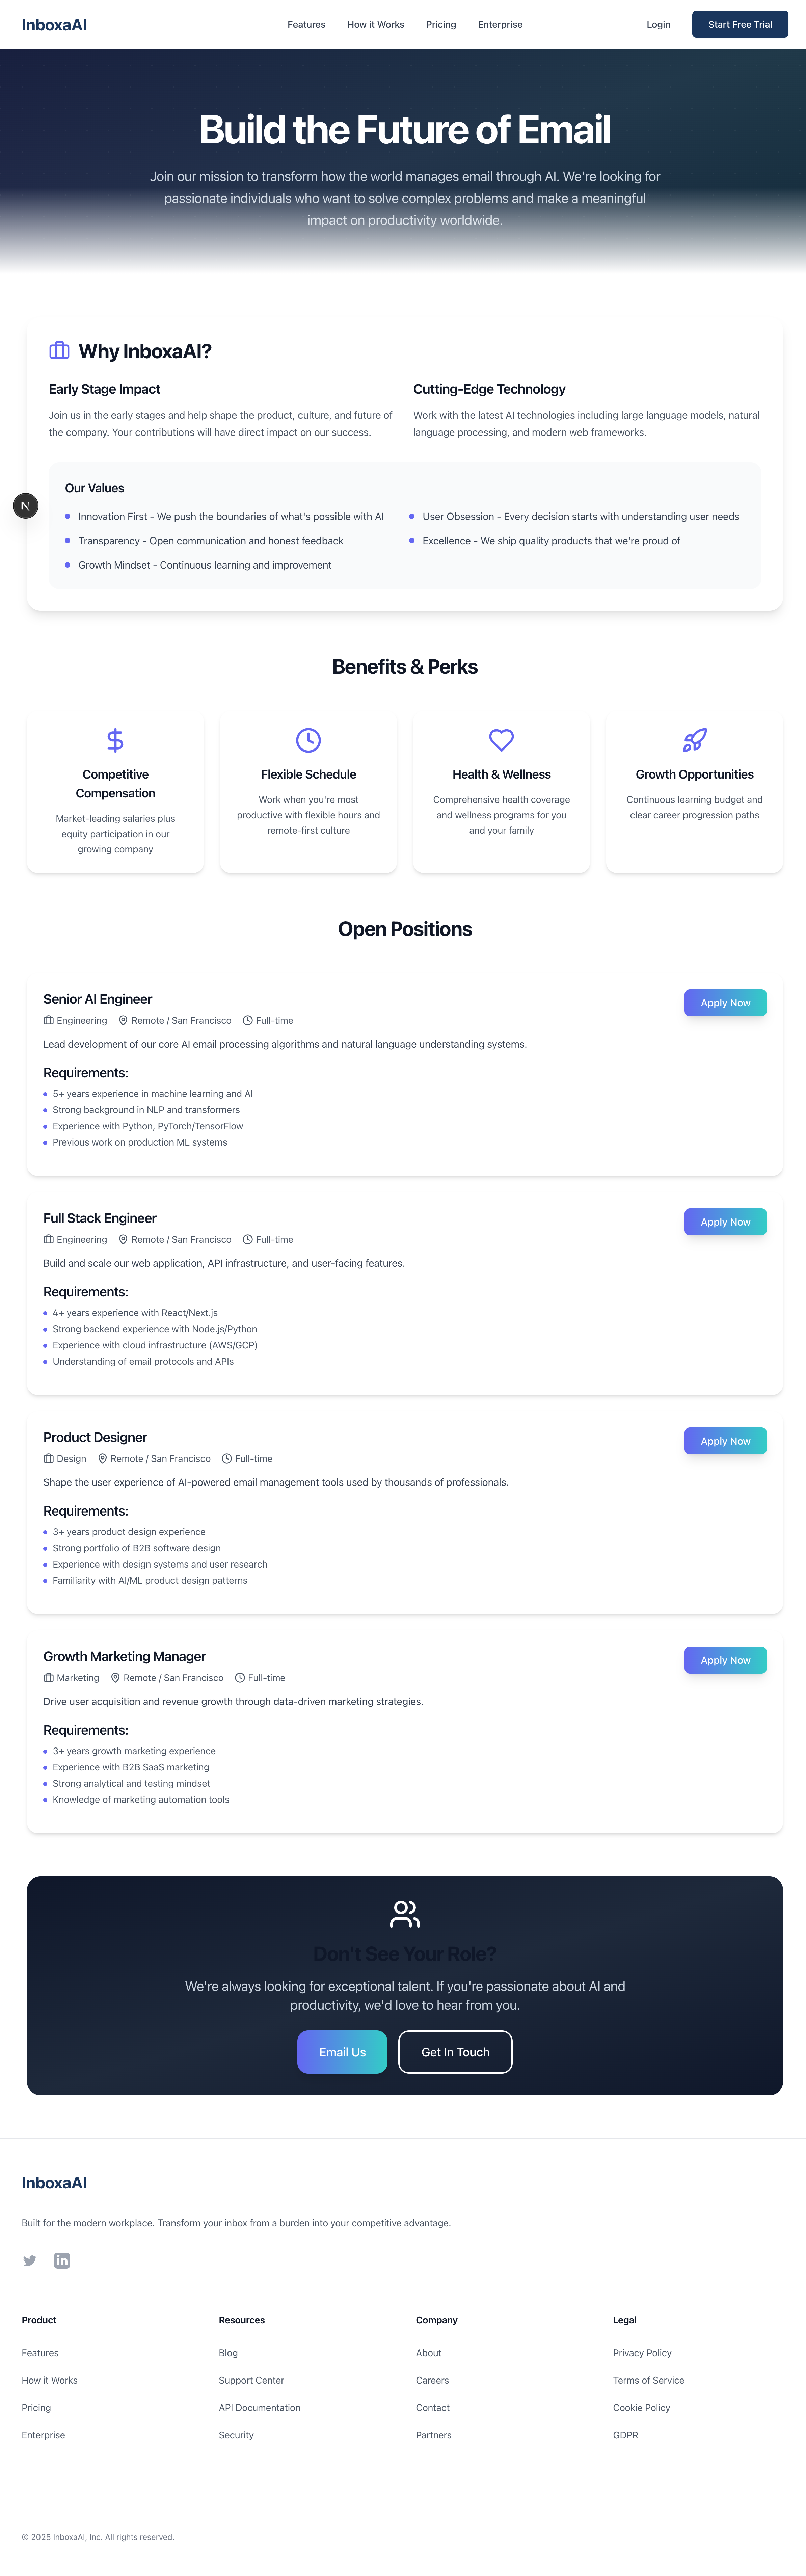 InboxaAI
Features
How it Works
Pricing
Enterprise
Login
Start Free Trial
Build the Future of Email
Join our mission to transform how the world manages email through AI. We're looking for
passionate individuals who want to solve complex problems and make a meaningful
impact on productivity worldwide.
Why InboxaAI?
Early Stage Impact
Join us in the early stages and help shape the product, culture, and future of
the company. Your contributions will have direct impact on our success.
Cutting-Edge Technology
Work with the latest AI technologies including large language models, natural
language processing, and modern web frameworks.
N
Our Values
Innovation First - We push the boundaries of what's possible with AI
User Obsession - Every decision starts with understanding user needs
Transparency - Open communication and honest feedback
Excellence - We ship quality products that we're proud of
Growth Mindset - Continuous learning and improvement
Benefits & Perks
Competitive
Compensation
Market-leading salaries plus
equity participation in our
growing company
Flexible Schedule
Work when you're most
productive with flexible hours and
remote-first culture
Health & Wellness
Comprehensive health coverage
and wellness programs for you
and your family
Growth Opportunities
Continuous learning budget and
clear career progression paths
Open Positions
Senior AI Engineer
Apply Now
Engineering
Remote / San Francisco
Full-time
Lead development of our core AI email processing algorithms and natural language understanding systems.
Requirements:
5+ years experience in machine learning and AI
Strong background in NLP and transformers
Experience with Python, PyTorch/TensorFlow
Previous work on production ML systems
Full Stack Engineer
Apply Now
Engineering
Remote / San Francisco
Full-time
Build and scale our web application, API infrastructure, and user-facing features.
Requirements:
4+ years experience with React/Next.js
Strong backend experience with Node.js/Python
Experience with cloud infrastructure (AWS/GCP)
Understanding of email protocols and APIs
Product Designer
Apply Now
Design
Remote / San Francisco
Full-time
Shape the user experience of AI-powered email management tools used by thousands of professionals.
Requirements:
3+ years product design experience
Strong portfolio of B2B software design
Experience with design systems and user research
Familiarity with AI/ML product design patterns
Growth Marketing Manager
Apply Now
Marketing
Remote / San Francisco
Full-time
Drive user acquisition and revenue growth through data-driven marketing strategies.
Requirements:
3+ years growth marketing experience
Experience with B2B SaaS marketing
Strong analytical and testing mindset
Knowledge of marketing automation tools
Don't See Your Role?
We're always looking for exceptional talent. If you're passionate about AI and
productivity, we'd love to hear from you.
Email Us
Get In Touch
InboxaAI
Built for the modern workplace. Transform your inbox from a burden into your competitive advantage.
in
Product
Features
How it Works
Pricing
Enterprise
Resources
Blog
Support Center
API Documentation
Security
Company
About
Careers
Contact
Partners
Legal
Privacy Policy
Terms of Service
Cookie Policy
GDPR
© 2025 InboxaAI, Inc. All rights reserved.